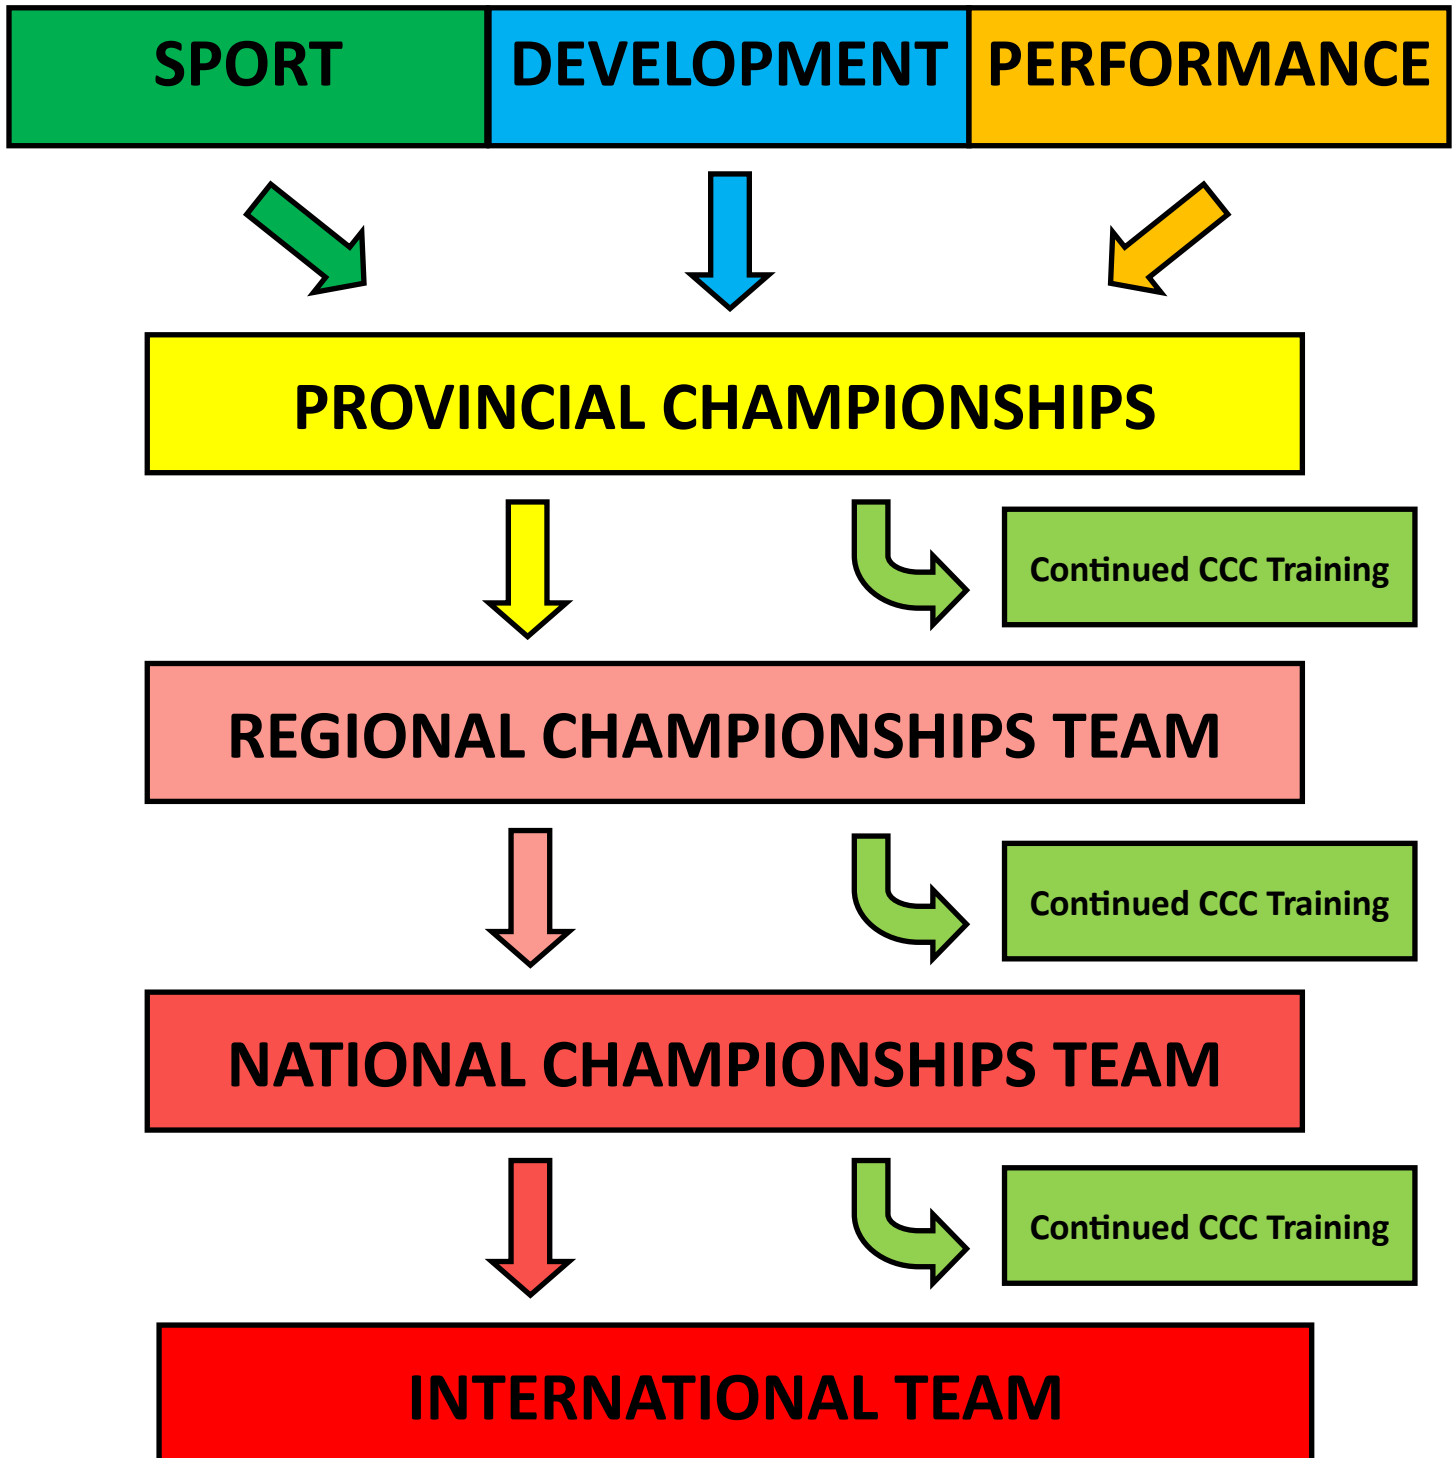 SPORT
DEVELOPMENT
PERFORMANCE
PROVINCIAL CHAMPIONSHIPS
Continued CCC Training
REGIONAL CHAMPIONSHIPS TEAM
Continued CCC Training
NATIONAL CHAMPIONSHIPS TEAM
Continued CCC Training
INTERNATIONAL TEAM